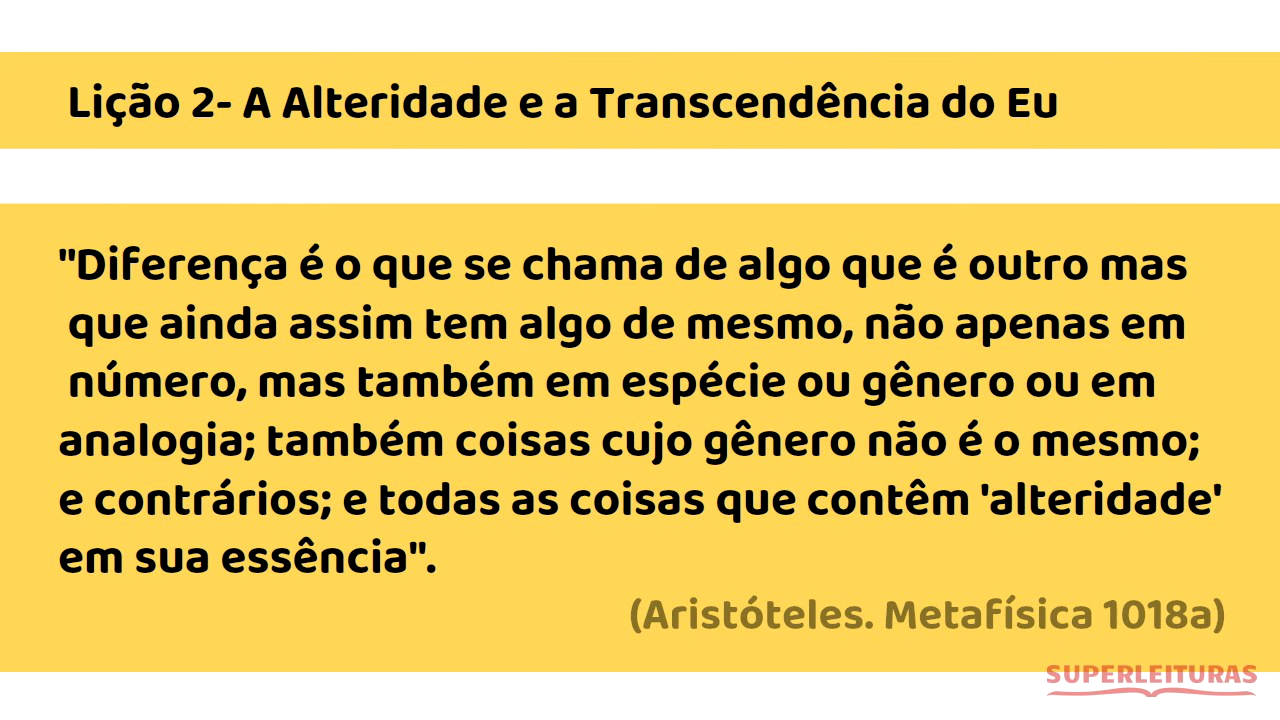 Lição 2- A Alteridade e a Transcendência do Eu
"Diferença é o que se chama de algo que é outro mas
que ainda assim tem algo de mesmo, não apenas em
número, mas também em espécie ou gênero ou em
analogia; também coisas cujo gênero não é o mesmo;
e contrários; e todas as coisas que contêm 'alteridade'
em sua essência".
(Aristóteles. Metafísica 1018a)
SUPERLEITURAS